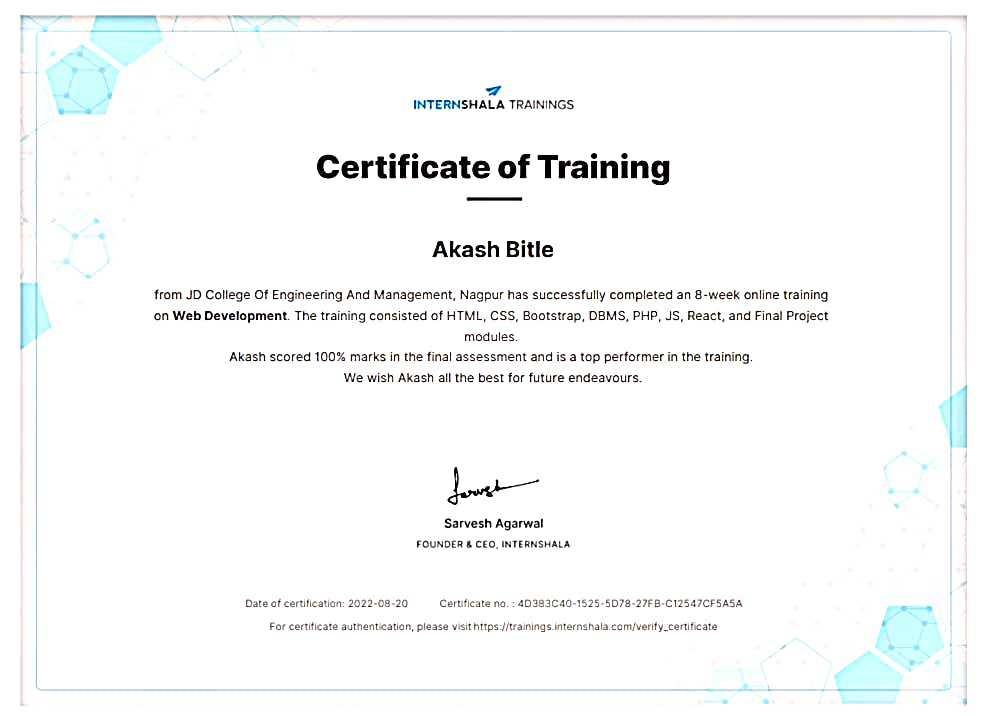 INTERNSHALA TRAININGS
Certificate of Training
Akash Bitle
from JD College Of Engineering And Management, Nagpur has successfully completed an 8-week online training
on Web Development. The training consisted of HTML, CSS, Bootstrap, DBMS, PHP, JS, React, and Final Project
modules.
Akash scored 100% marks in the final assessment and is a top performer in the training.
We wish Akash all the best for future endeavours.
Sarvesh
Sarvesh Agarwal
FOUNDER & CEO, INTERNSHALA
Date of certification: 2022-08-20 Certificate no. : 4D383C40-1525-5D78-27FB-C12547CF5A5A
For certificate authentication, please visit https://trainings.internshala.com/verify_certificate